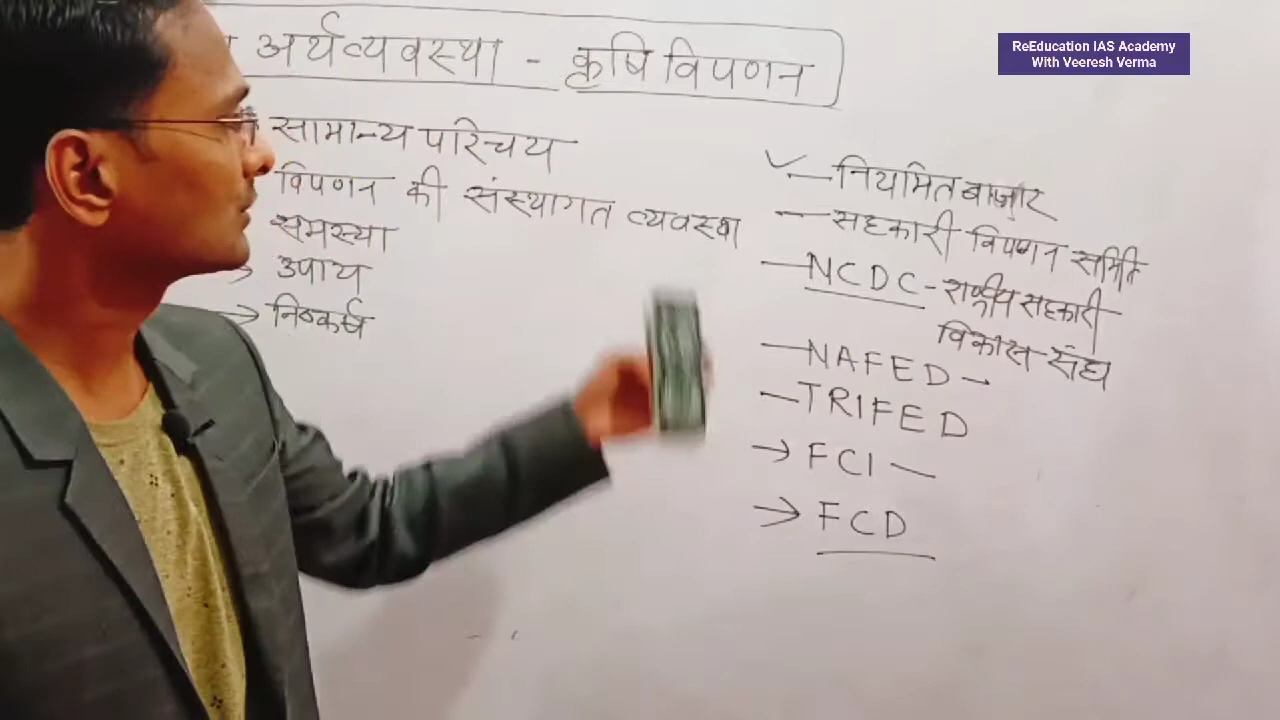 अर्थव्यवस्था - कृषि विपणन
ReEducation IAS Academy
With Veeresh Verma
सामान्य परिचय
विपणन की संस्थागत व्यवस्था
समस्या
→ उपाय
→ निष्कर्ष
✓ — नियमित बाज़ार
— सहकारी विपणन समिति
— NCDC - राष्ट्रीय सहकारी
विकास संघ
— NAFED -
— TRIFED
→ FCI —
→ FCD